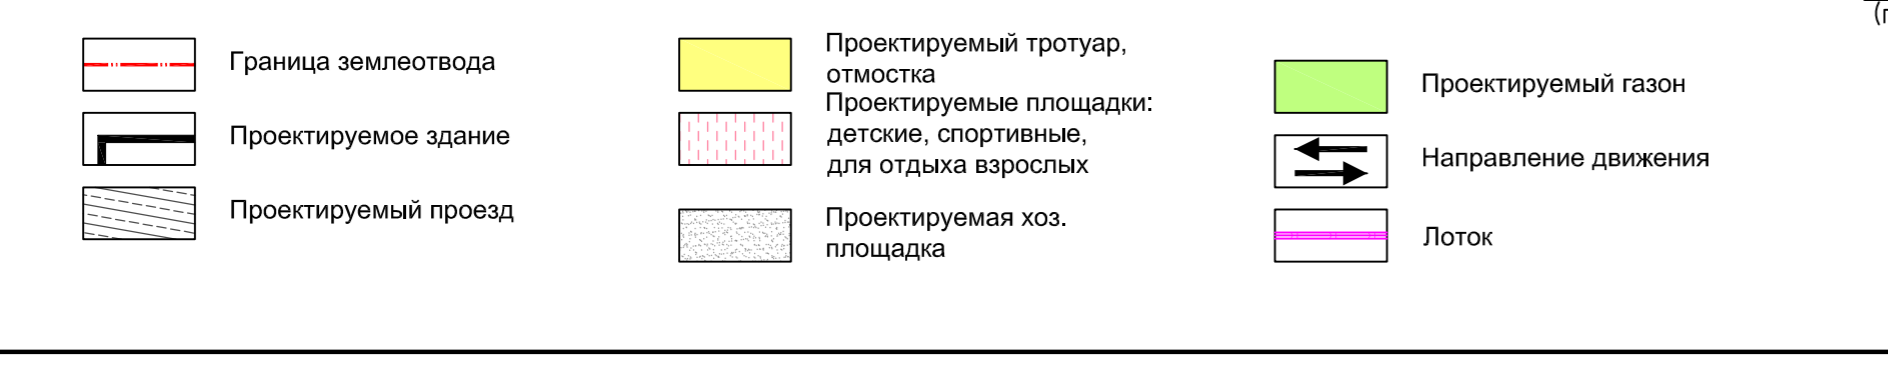 Граница землеотвода
Проектируемое здание
Проектируемый проезд
Проектируемый тротуар,
отмостка
Проектируемые площадки:
детские, спортивные,
для отдыха взрослых
Проектируемая хоз.
площадка
Проектируемый газон
Направление движения
Лоток